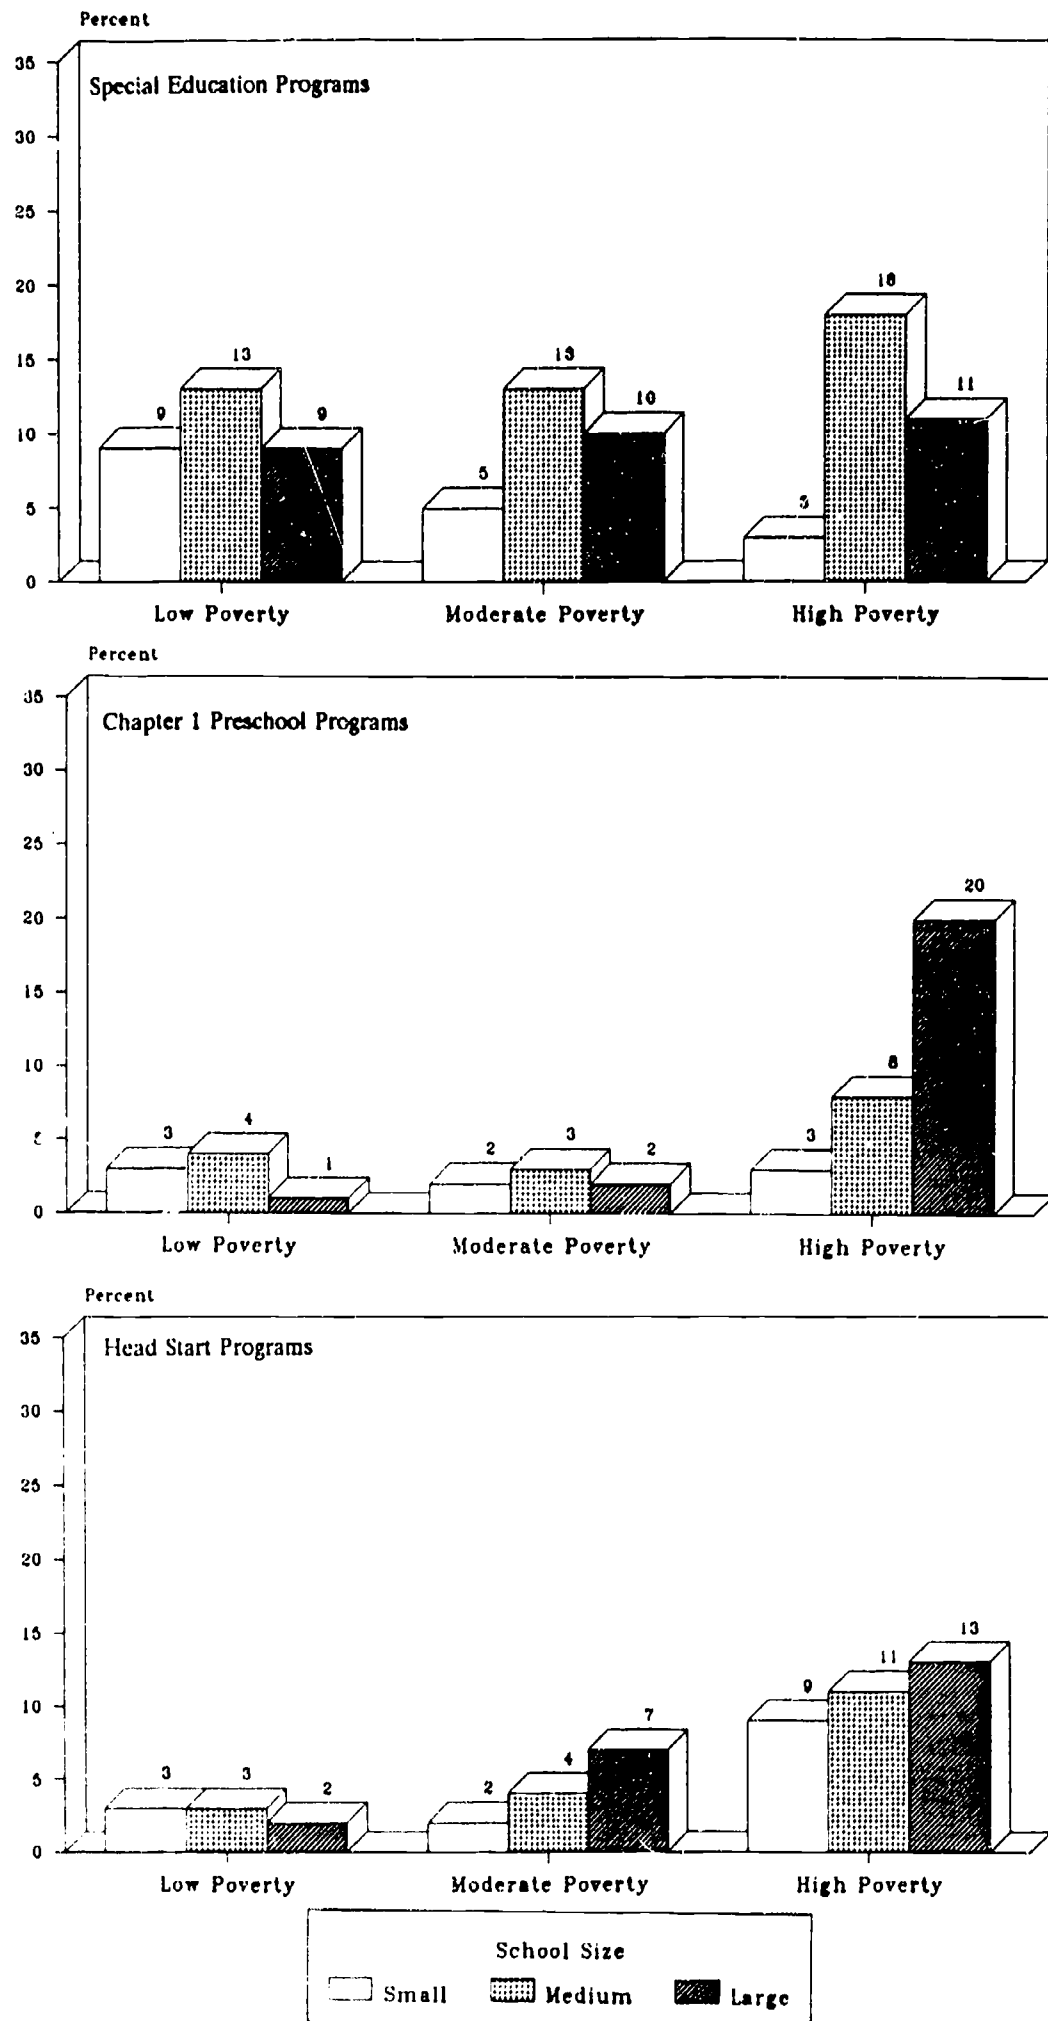 Percent
35
Special Education Programs
30
25
20
18
15
13
13
11
10
10
9
9
5
5
3
0
Low Poverty
Moderate Poverty
High Poverty
Percent
35
Chapter 1 Preschool Programs
30
25
20
20
15
10
8
5
4
3
3
3
2
2
1
0
Low Poverty
Moderate Poverty
High Poverty
Percent
35
Head Start Programs
30
25
20
15
13
11
10
9
7
5
4
3
3
2
2
0
Low Poverty
Moderate Poverty
High Poverty
School Size
Small
Medium
Large